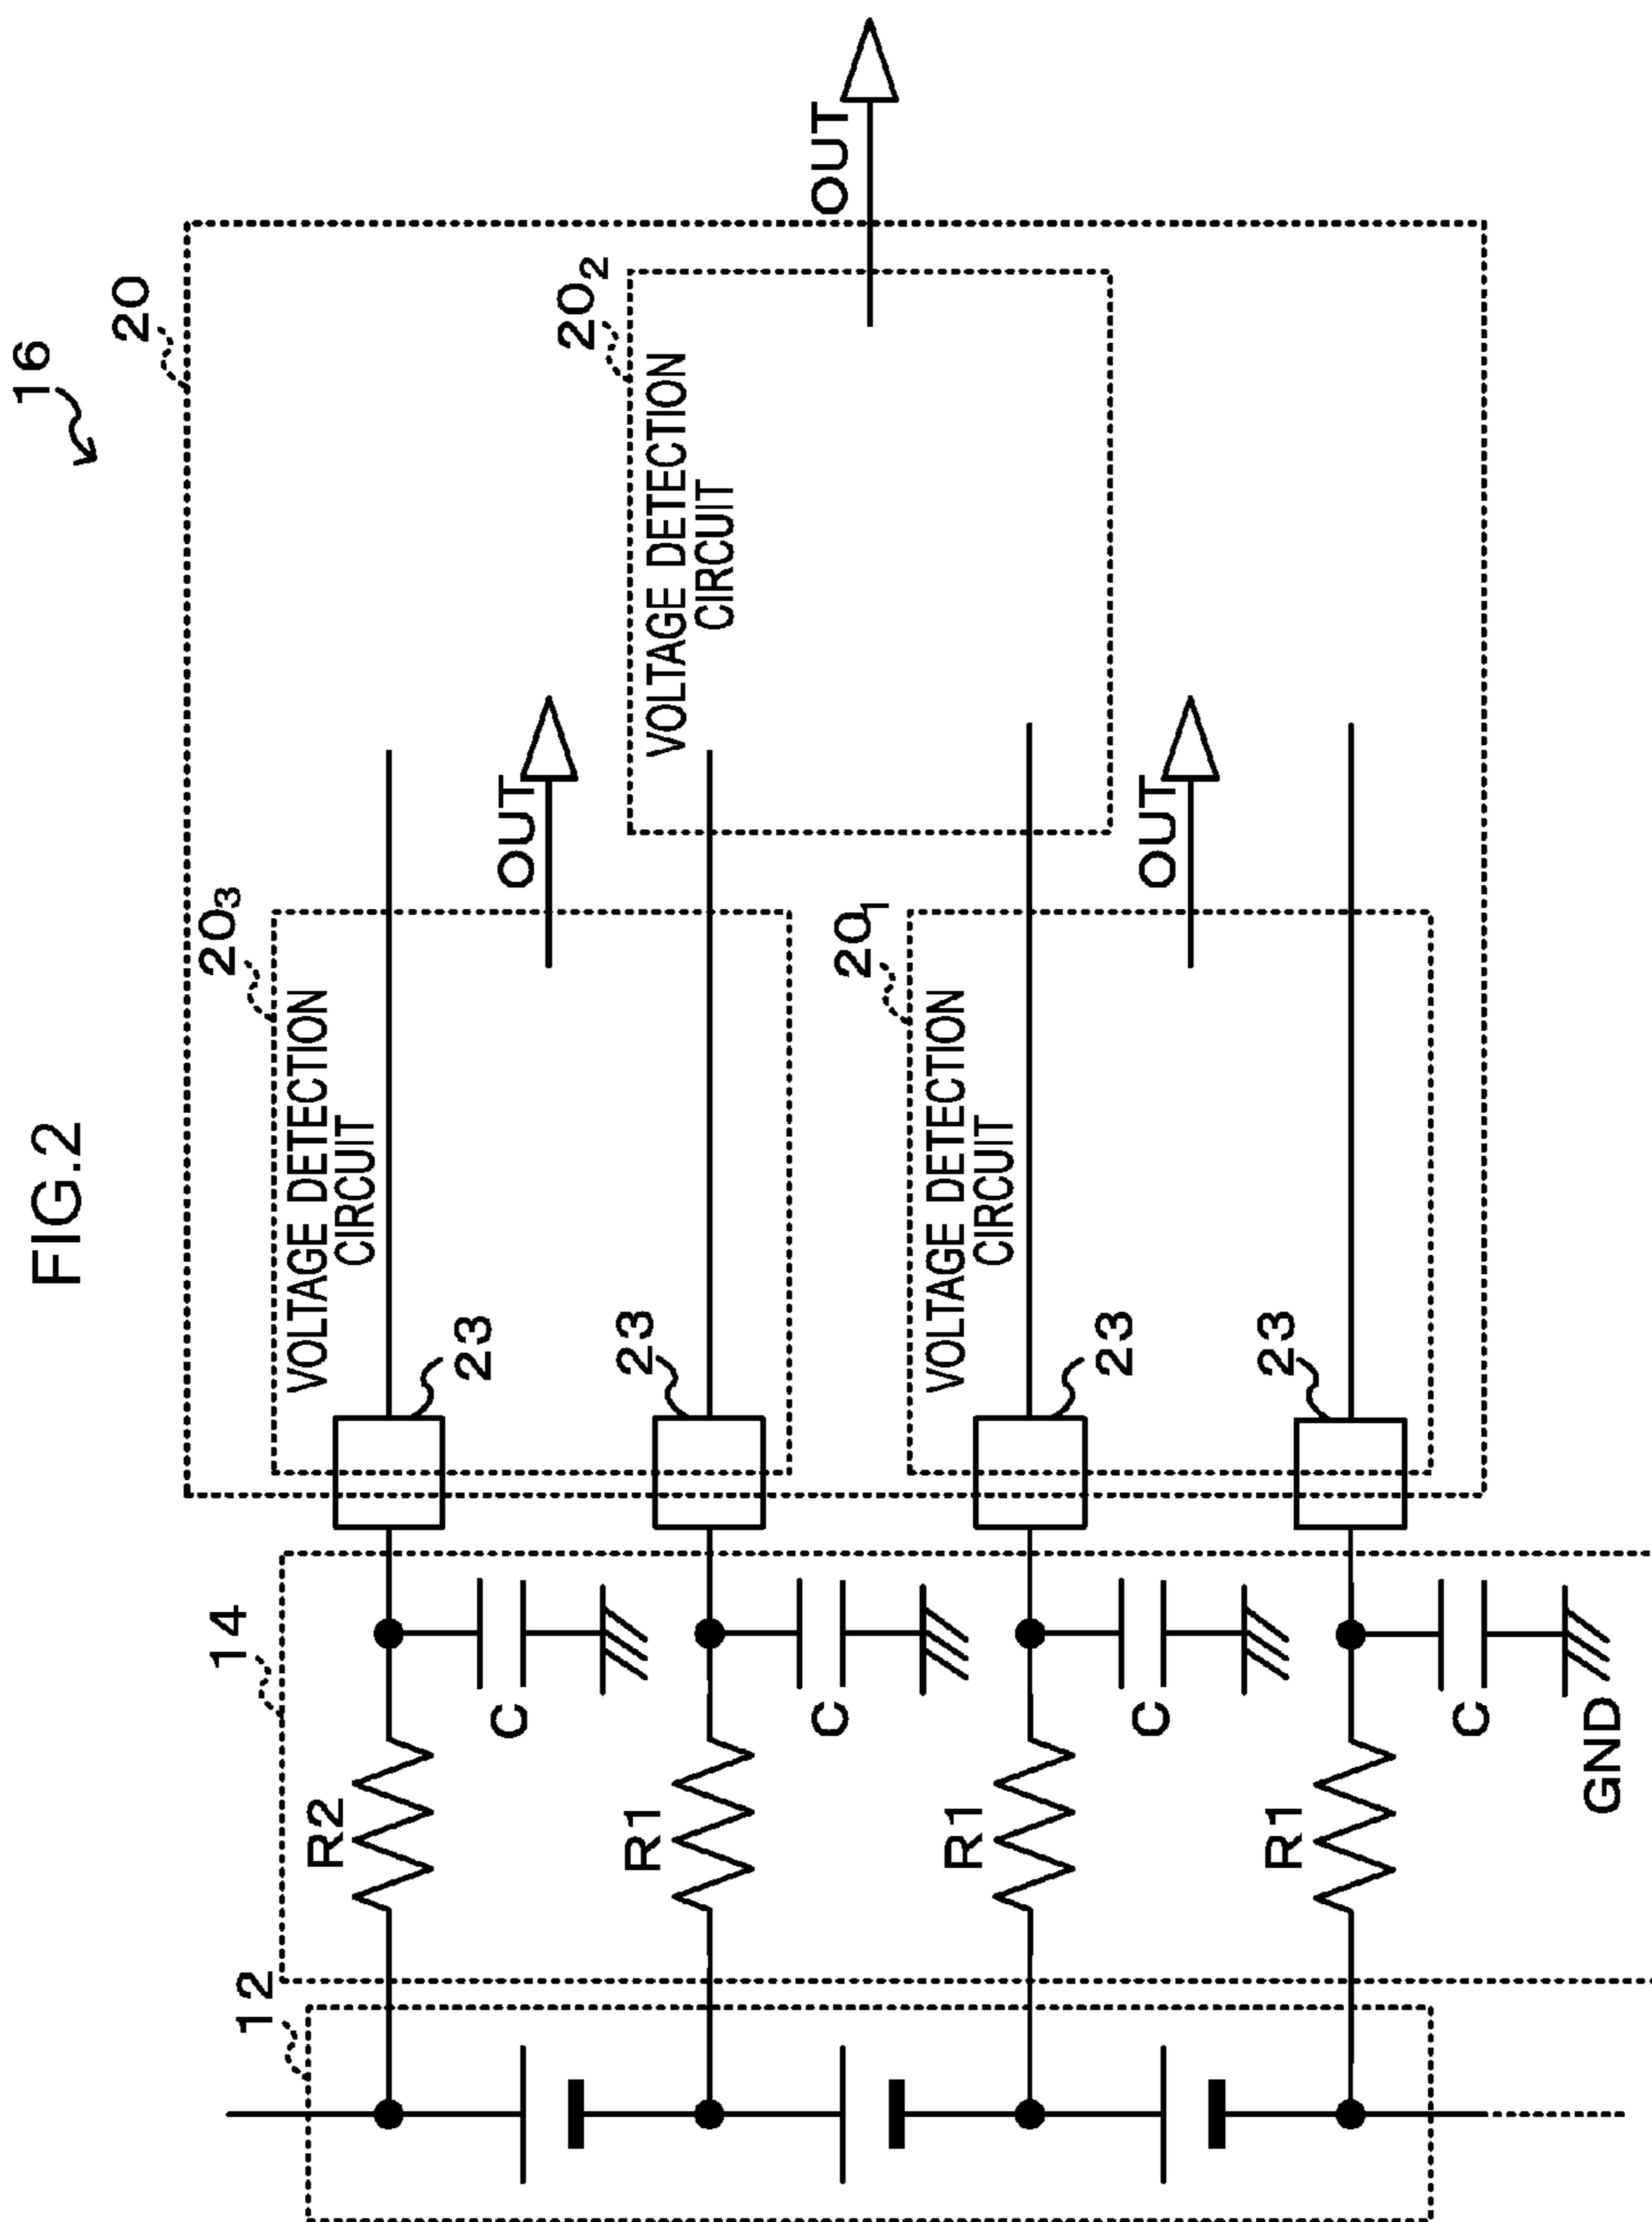 FIG.2
16
20
20₃
VOLTAGE DETECTION
CIRCUIT
OUT
20₂
VOLTAGE DETECTION
CIRCUIT
OUT
20₁
VOLTAGE DETECTION
CIRCUIT
OUT
23
23
23
23
14
12
R2
C
R1
C
R1
C
R1
C
GND